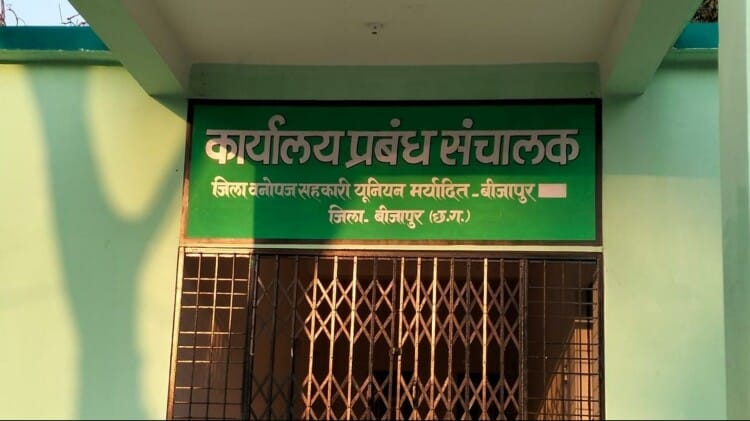 कार्यालय प्रबंध संचालक
जिला वनोपज सहकारी यूनियन मर्यादित - बीजापुर
जिला - बीजापुर (छ.ग.)